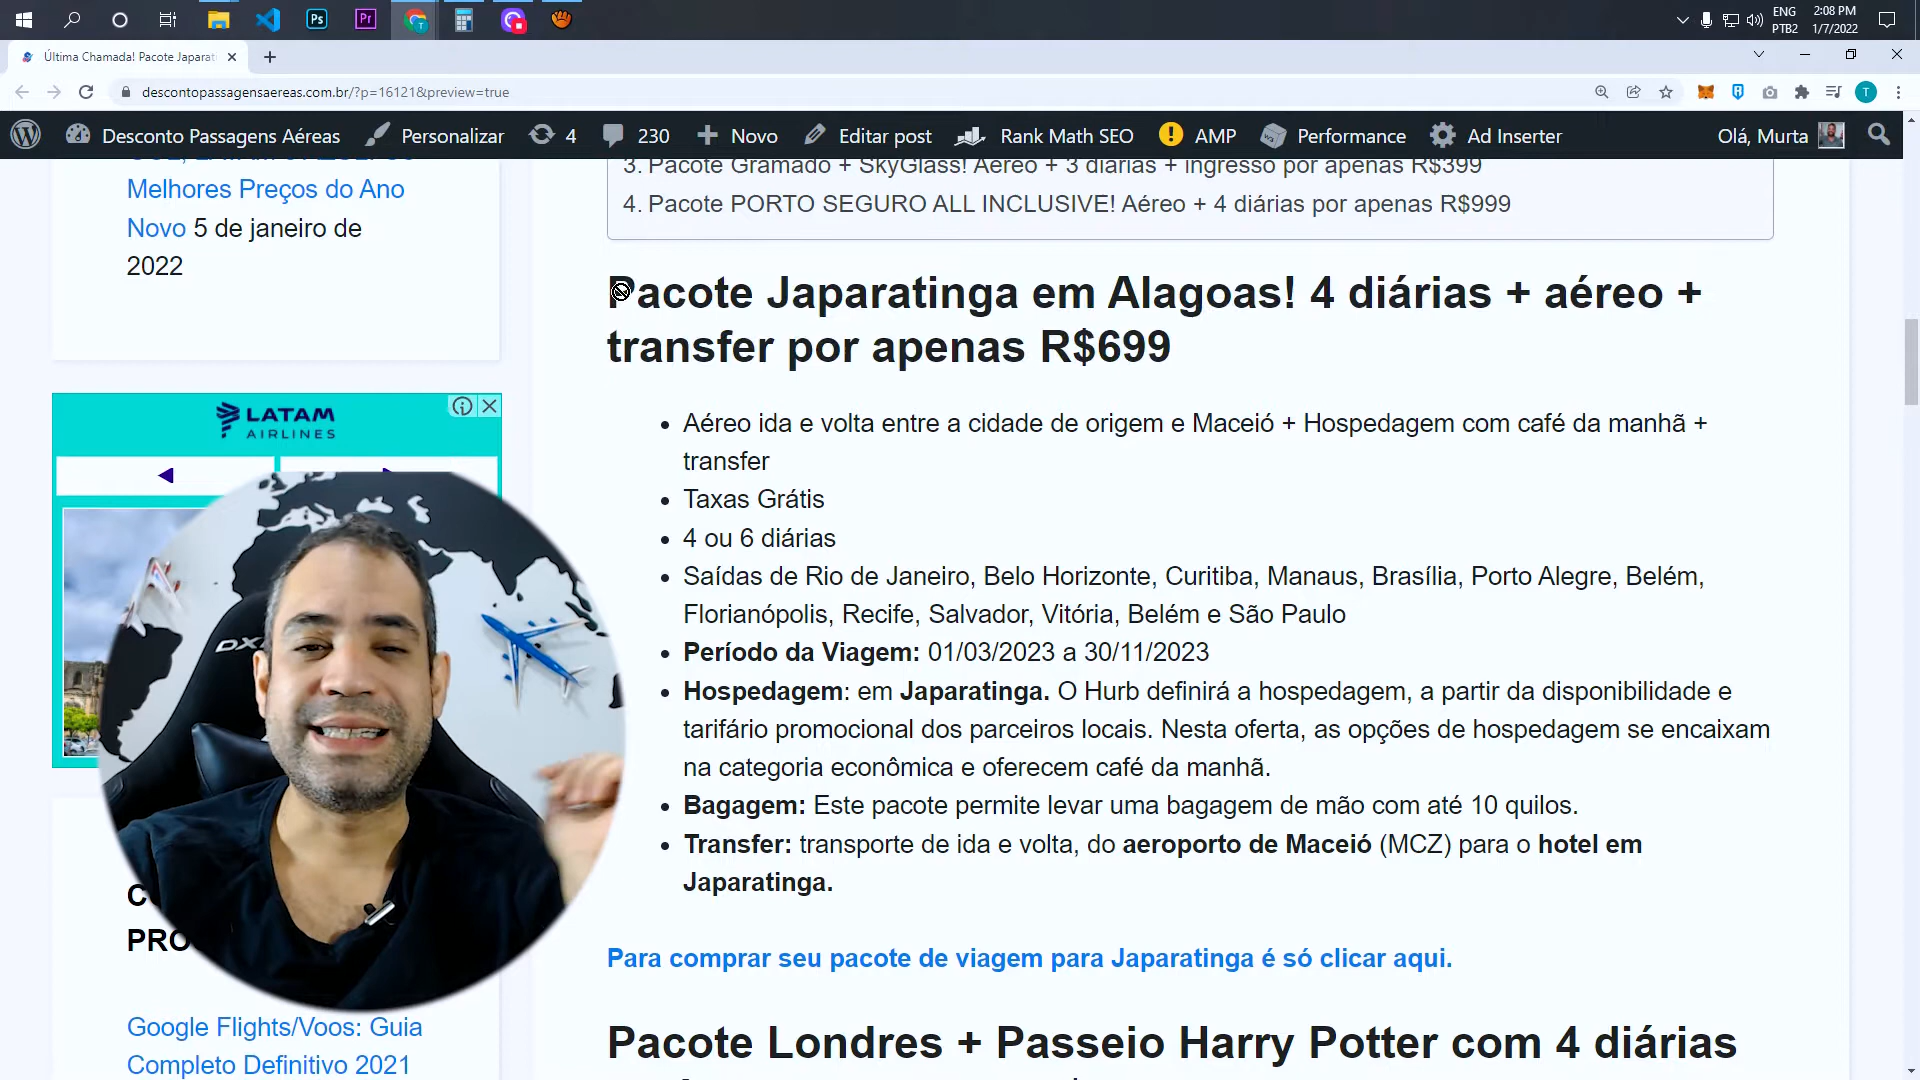 ENG
2:08 PM
PTB2
1/7/2022
Ps
Pr
Última Chamada! Pacote Japarati
descontopassagensaereas.com.br/?p=16121&preview=true
T
Desconto Passagens Aéreas
Personalizar
4
230
Novo
Editar post
Rank Math SEO
AMP
Performance
Ad Inserter
Olá, Murta
Melhores Preços do Ano
Novo 5 de janeiro de
2022
LATAM
AIRLINES
DX
PRO
Google Flights/Voos: Guia
Completo Definitivo 2021
3. Pacote Gramado + SkyGlass! Aéreo + 3 diárias + ingresso por apenas R$399
4. Pacote PORTO SEGURO ALL INCLUSIVE! Aéreo + 4 diárias por apenas R$999
Pacote Japaratinga em Alagoas! 4 diárias + aéreo +
transfer por apenas R$699
Aéreo ida e volta entre a cidade de origem e Maceió + Hospedagem com café da manhã +
transfer
Taxas Grátis
4 ou 6 diárias
Saídas de Rio de Janeiro, Belo Horizonte, Curitiba, Manaus, Brasília, Porto Alegre, Belém,
Florianópolis, Recife, Salvador, Vitória, Belém e São Paulo
Período da Viagem: 01/03/2023 a 30/11/2023
Hospedagem: em Japaratinga. O Hurb definirá a hospedagem, a partir da disponibilidade e
tarifário promocional dos parceiros locais. Nesta oferta, as opções de hospedagem se encaixam
na categoria econômica e oferecem café da manhã.
Bagagem: Este pacote permite levar uma bagagem de mão com até 10 quilos.
Transfer: transporte de ida e volta, do aeroporto de Maceió (MCZ) para o hotel em
Japaratinga.
Para comprar seu pacote de viagem para Japaratinga é só clicar aqui.
Pacote Londres + Passeio Harry Potter com 4 diárias